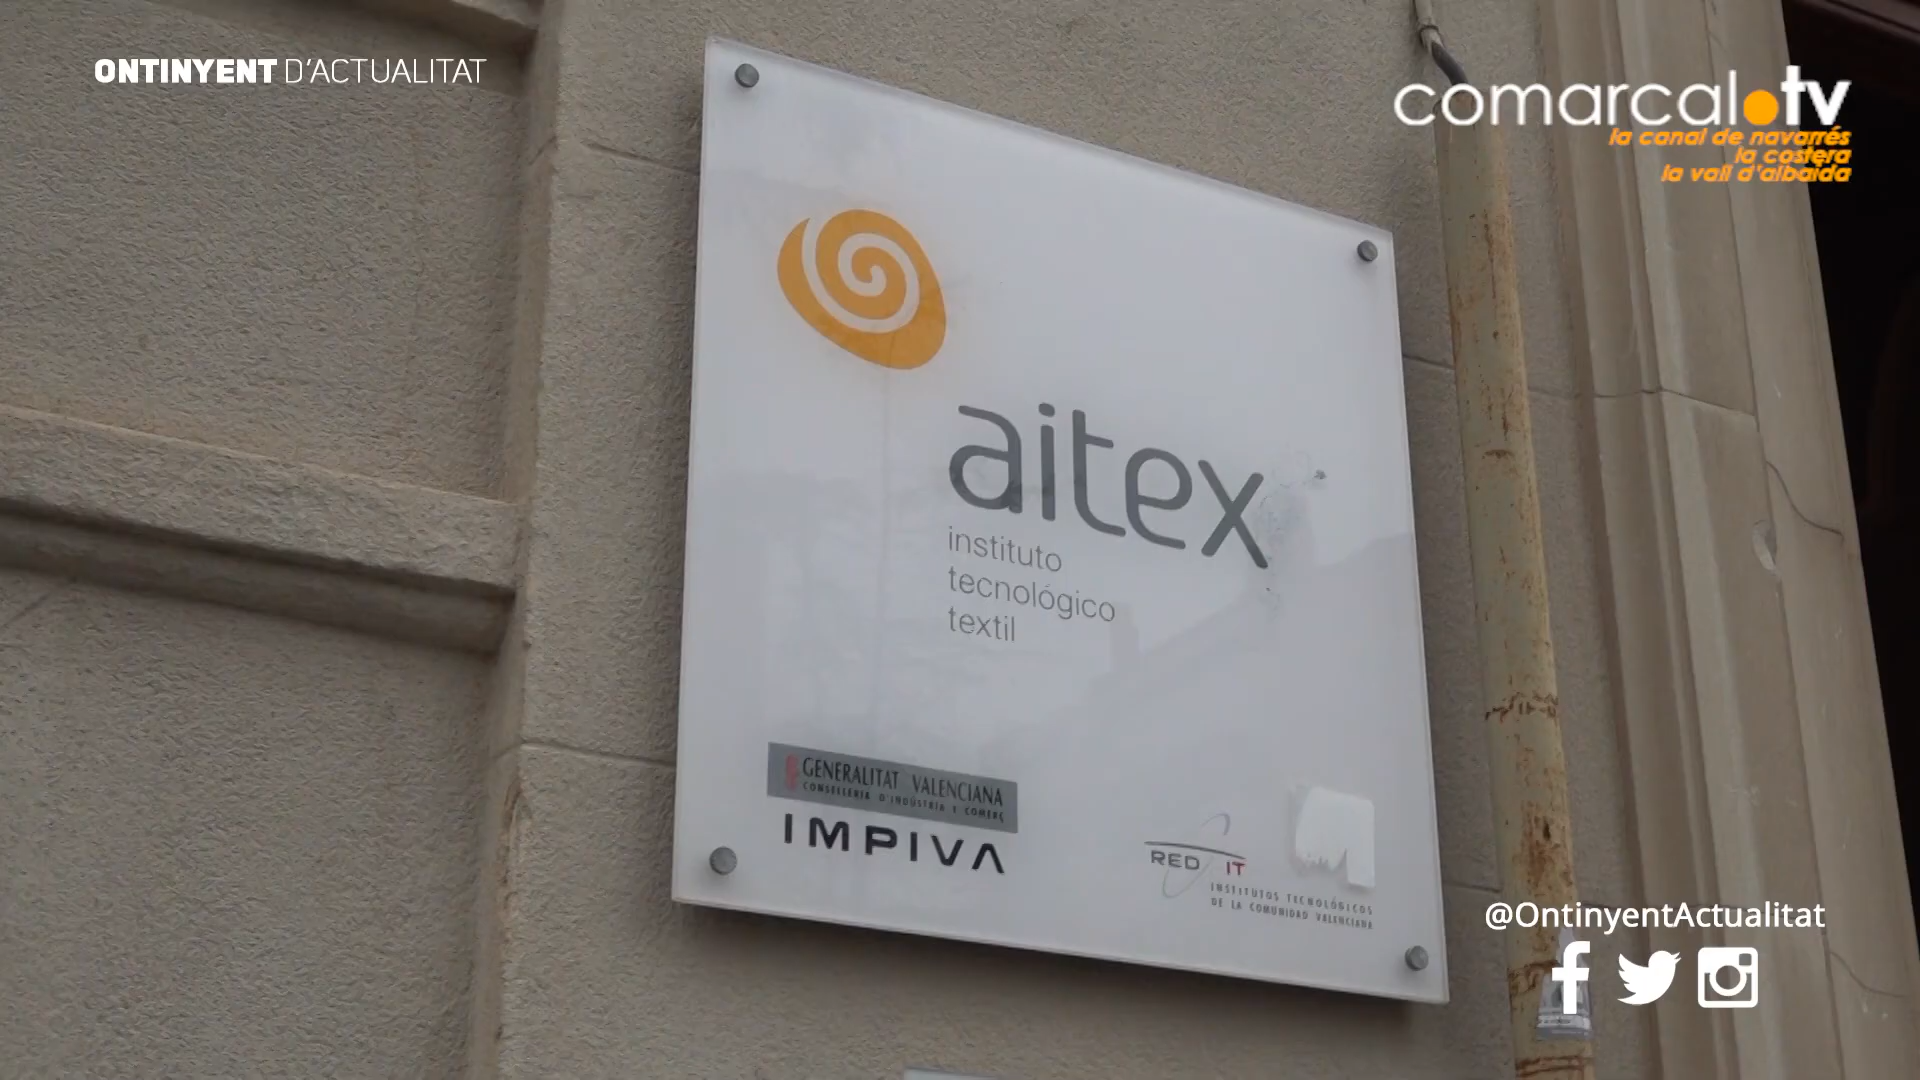 ONTINYENT D'ACTUALITAT
comarcal.tv
la canal de navarrés
la costera
la vall d'albaida
aitex
instituto
tecnológico
textil
GENERALITAT VALENCIANA
CONSELLERIA D'INDÚSTRIA I COMERÇ
IMPIVA
RED IT
INSTITUTOS TECNOLÓGICOS
DE LA COMUNIDAD VALENCIANA
@OntinyentActualitat